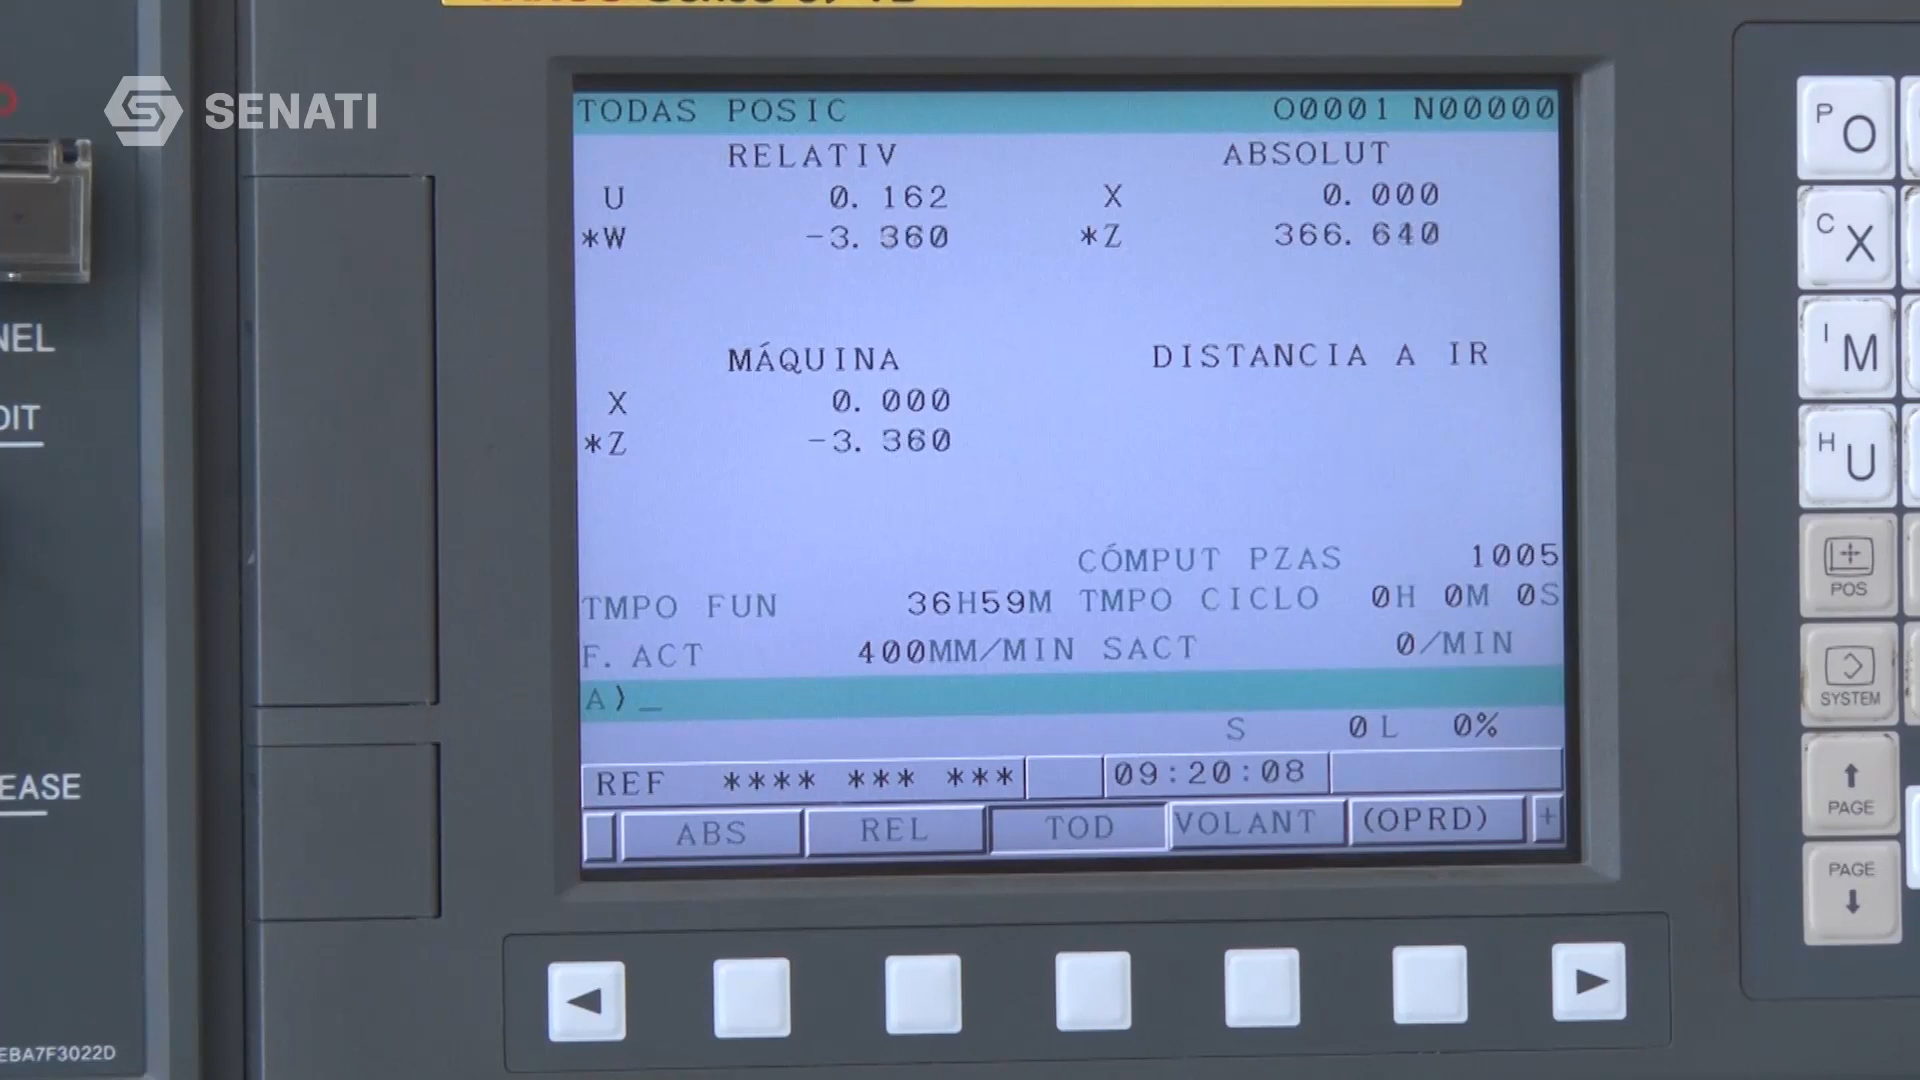 SENATI
TODAS POSIC O0001 N00000
RELATIV ABSOLUT
U 0.162 X 0.000
*W -3.360 *Z 366.640
MÁQUINA DISTANCIA A IR
X 0.000
*Z -3.360
CÓMPUT PZAS 1005
TMPO FUN 36H59M TMPO CICLO 0H 0M 0S
F.ACT 400MM/MIN SACT 0/MIN
A)_
S 0 L 0%
REF **** *** *** 09:20:08
ABS REL TOD VOLANT (OPRD) +
NEL
DIT
EASE
EBA7F3022D
P O
C X
I M
H U
POS
SYSTEM
PAGE
PAGE